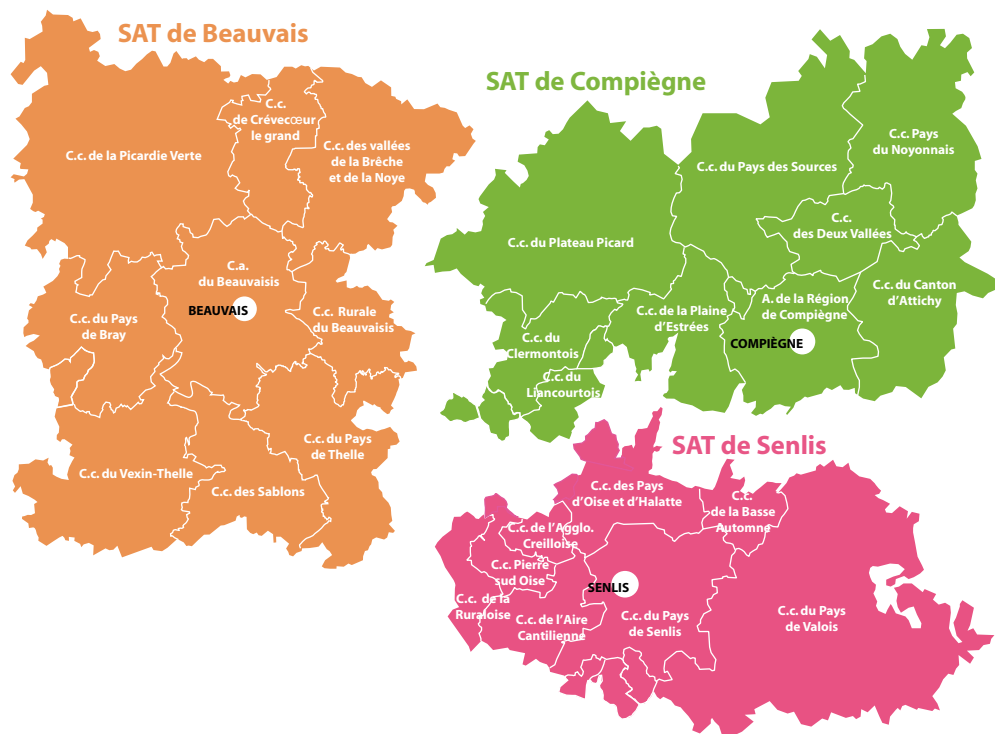 SAT de Beauvais
C.c.
de Crévecœur
le grand
C.c. de la Picardie Verte
C.c. des vallées
de la Brêche
et de la Noye
C.a.
du Beauvaisis
BEAUVAIS
C.c. du Pays
de Bray
C.c. Rurale
du Beauvaisis
C.c. du Pays
de Thelle
C.c. du Vexin-Thelle
C.c. des Sablons
SAT de Compiègne
C.c. Pays
du Noyonnais
C.c. du Pays des Sources
C.c.
des Deux Vallées
C.c. du Plateau Picard
C.c. du Canton
d'Attichy
A. de la Région
de Compiègne
COMPIÈGNE
C.c. de la Plaine
d'Estrées
C.c. du
Clermontois
C.c. du
Liancourtois
SAT de Senlis
C.c. des Pays
d'Oise et d'Halatte
C.c.
de la Basse
Automne
C.c. de l'Agglo.
Creilloise
C.c. Pierre
sud Oise
SENLIS
C.c. de la
Ruraloise
C.c. de l'Aire
Cantilienne
C.c. du Pays
de Senlis
C.c. du Pays
de Valois